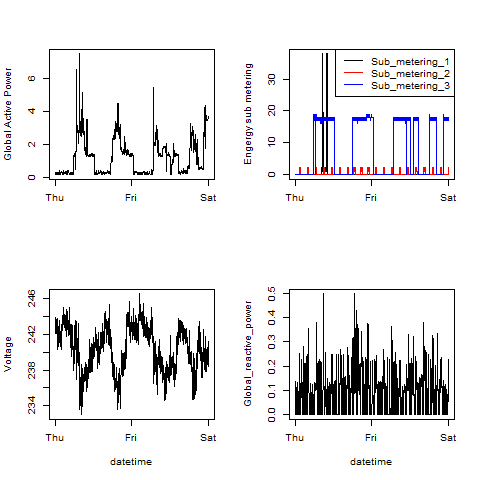 Global Active Power
6
4
2
0
Thu
Fri
Sat
Engergy sub metering
30
20
10
0
Sub_metering_1
Sub_metering_2
Sub_metering_3
Thu
Fri
Sat
Voltage
246
242
238
234
Thu
Fri
Sat
datetime
Global_reactive_power
0.5
0.4
0.3
0.2
0.1
0.0
Thu
Fri
Sat
datetime